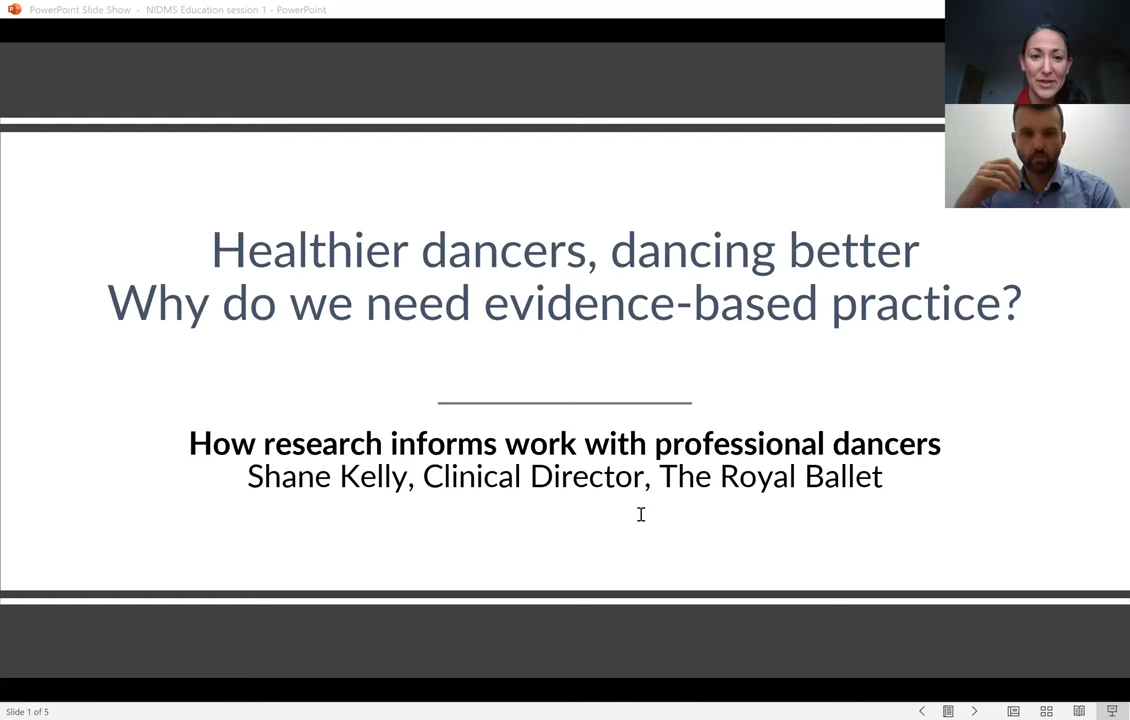 PowerPoint Slide Show - NIDMS Education session 1 - PowerPoint
Healthier dancers, dancing better
Why do we need evidence-based practice?
How research informs work with professional dancers
Shane Kelly, Clinical Director, The Royal Ballet
Slide 1 of 5